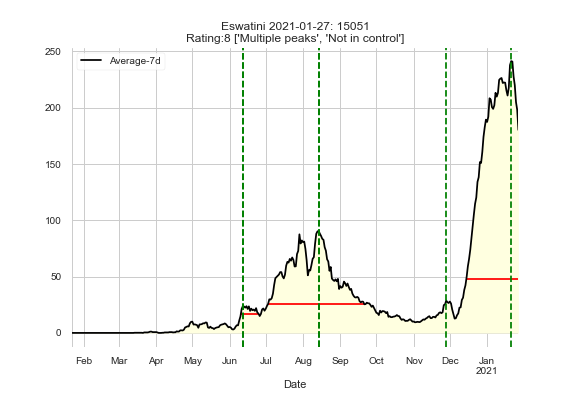 Eswatini 2021-01-27: 15051
Rating:8 ['Multiple peaks', 'Not in control']
Average-7d
250
200
150
100
50
0
Feb Mar Apr May Jun Jul Aug Sep Oct Nov Dec Jan
2021
Date